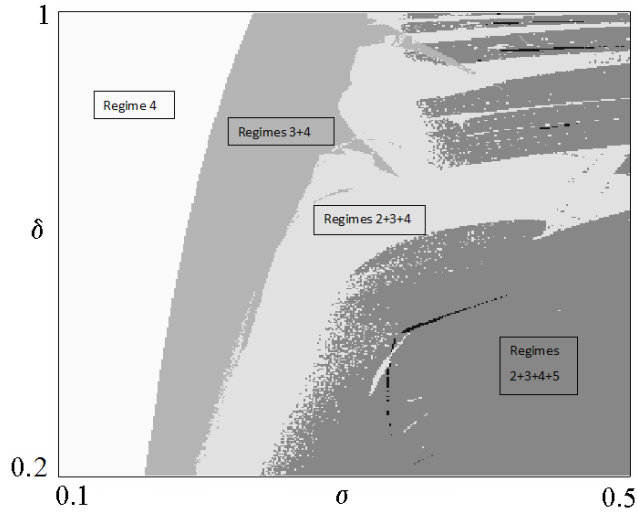 1
Regime 4
Regimes 3+4
Regimes 2+3+4
δ
Regimes
2+3+4+5
0.2
0.1
σ
0.5